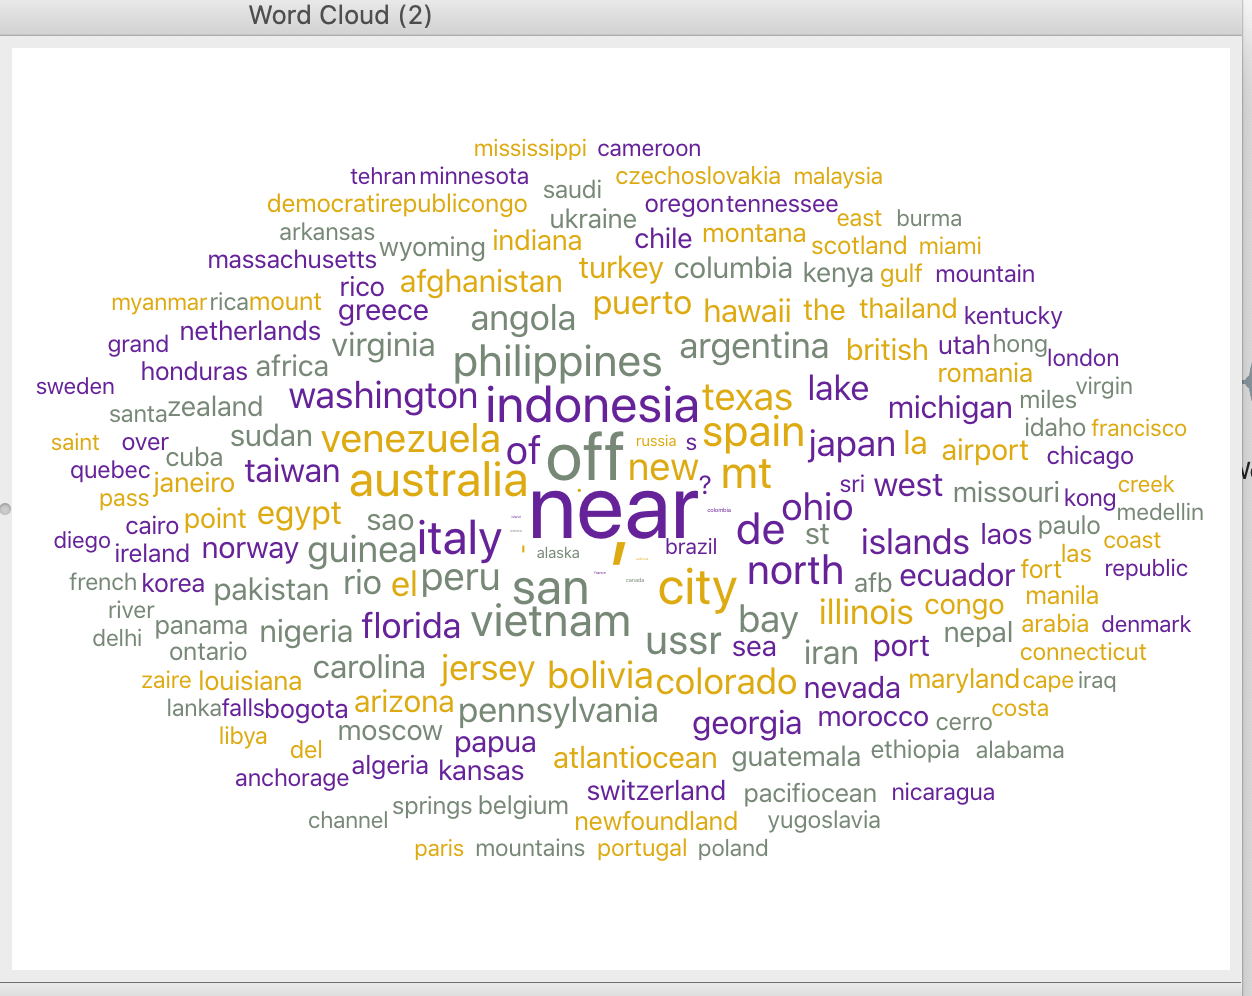 Word Cloud (2)
mississippi cameroon
tehran minnesota saudi czechoslovakia malaysia
democratirepublicongo ukraine oregon tennessee east burma
arkansas wyoming indiana chile montana scotland miami
massachusetts rico afghanistan turkey columbia kenya gulf mountain
myanmar rica mount greece angola puerto hawaii the thailand kentucky
grand netherlands virginia philippines argentina british utah hong london
honduras africa romania
sweden washington indonesia texas lake michigan miles virgin
santa zealand idaho francisco
saint over sudan venezuela of off russia s spain japan la airport chicago
quebec cuba taiwan australia new mt
pass janeiro near ? sri west missouri kong creek medellin
cairo point egypt sao italy colombia ohio de st islands laos paulo coast
diego ireland norway guinea ' alaska , brazil las republic
french korea pakistan rio el peru san france canada city north afb ecuador fort manila
river panama nigeria florida vietnam bay illinois congo arabia denmark
delhi ontario ussr sea iran port nepal connecticut
zaire louisiana carolina jersey bolivia colorado nevada maryland cape iraq
lanka falls bogota arizona pennsylvania georgia morocco cerro costa
libya del moscow papua atlantiocean guatemala ethiopia alabama
anchorage algeria kansas switzerland pacifiocean nicaragua
channel springs belgium newfoundland yugoslavia
paris mountains portugal poland